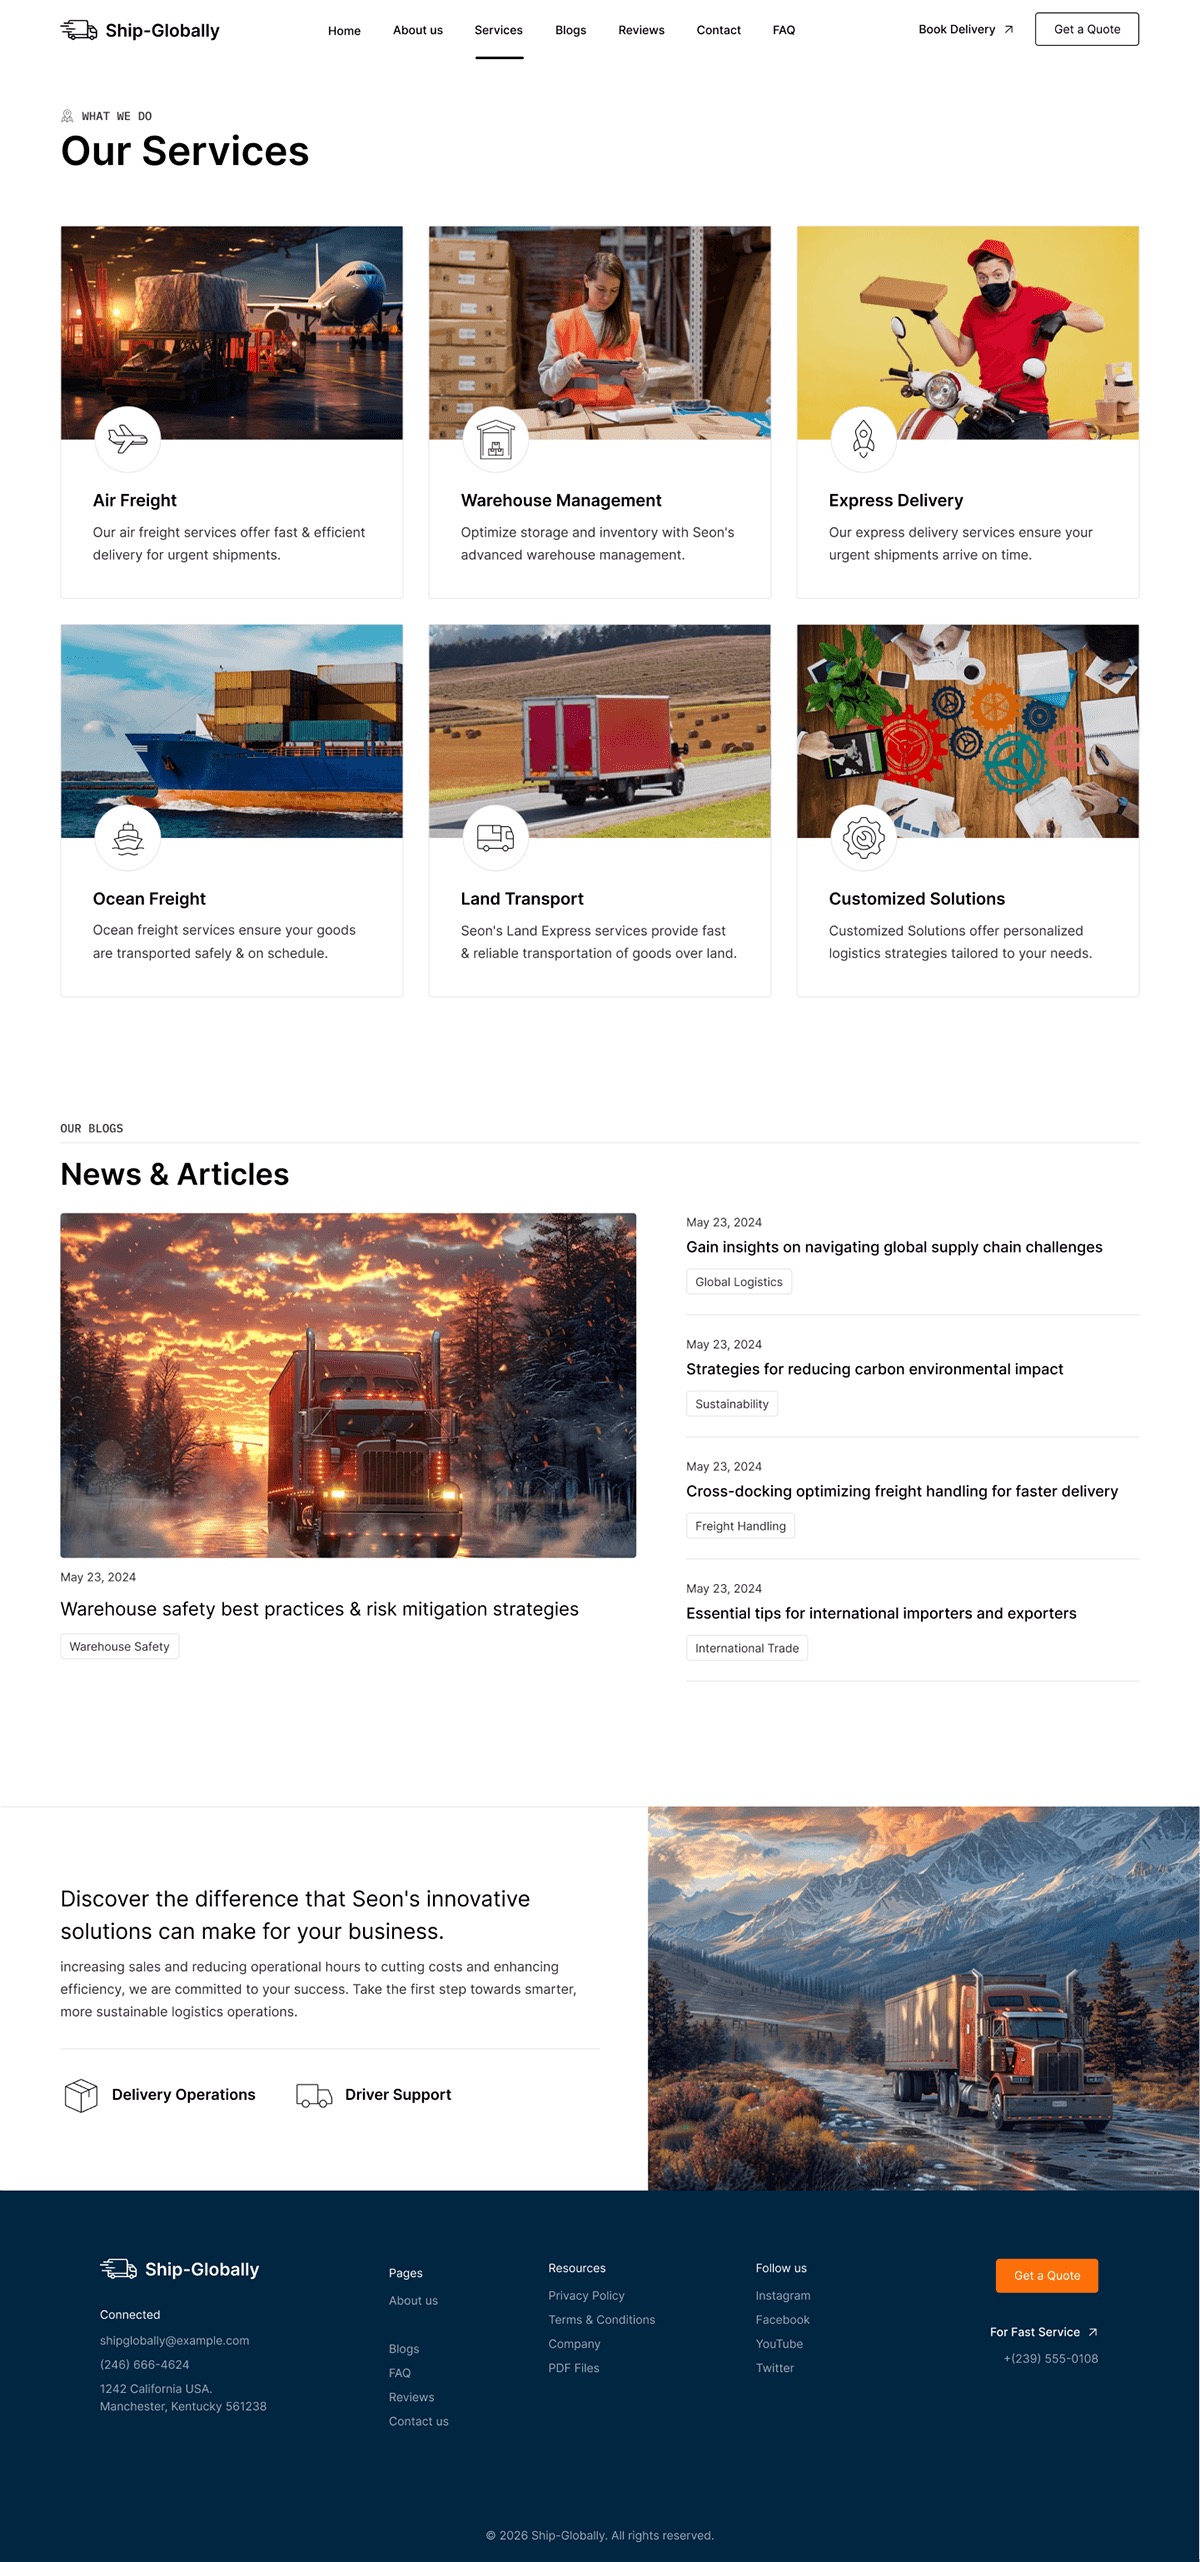 Ship-Globally
Home
About us
Services
Blogs
Reviews
Contact
FAQ
Book Delivery
Get a Quote
WHAT WE DO
Our Services
Air Freight
Our air freight services offer fast & efficient
delivery for urgent shipments.
Warehouse Management
Optimize storage and inventory with Seon's
advanced warehouse management.
Express Delivery
Our express delivery services ensure your
urgent shipments arrive on time.
Ocean Freight
Ocean freight services ensure your goods
are transported safely & on schedule.
Land Transport
Seon's Land Express services provide fast
& reliable transportation of goods over land.
Customized Solutions
Customized Solutions offer personalized
logistics strategies tailored to your needs.
OUR BLOGS
News & Articles
May 23, 2024
Warehouse safety best practices & risk mitigation strategies
Warehouse Safety
May 23, 2024
Gain insights on navigating global supply chain challenges
Global Logistics
May 23, 2024
Strategies for reducing carbon environmental impact
Sustainability
May 23, 2024
Cross-docking optimizing freight handling for faster delivery
Freight Handling
May 23, 2024
Essential tips for international importers and exporters
International Trade
Discover the difference that Seon's innovative
solutions can make for your business.
increasing sales and reducing operational hours to cutting costs and enhancing
efficiency, we are committed to your success. Take the first step towards smarter,
more sustainable logistics operations.
Delivery Operations
Driver Support
Ship-Globally
Connected
shipglobally@example.com
(246) 666-4624
1242 California USA.
Manchester, Kentucky 561238
Pages
About us
Blogs
FAQ
Reviews
Contact us
Resources
Privacy Policy
Terms & Conditions
Company
PDF Files
Follow us
Instagram
Facebook
YouTube
Twitter
Get a Quote
For Fast Service
+(239) 555-0108
© 2026 Ship-Globally. All rights reserved.